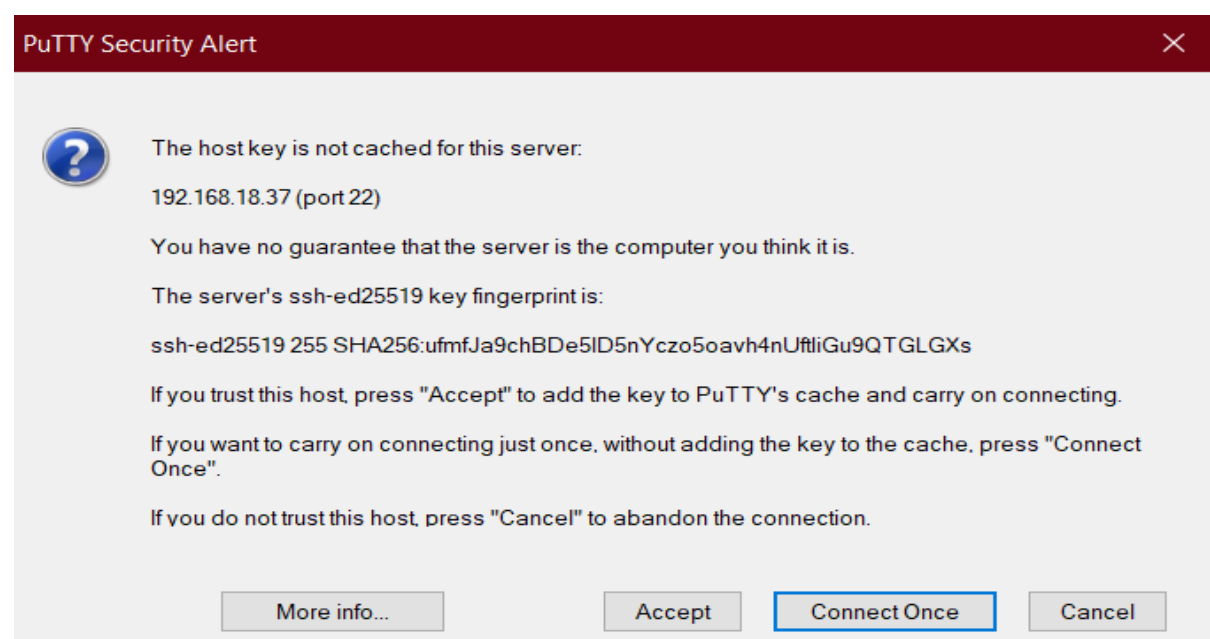 PuTTY Security Alert
The host key is not cached for this server:
192.168.18.37 (port 22)
You have no guarantee that the server is the computer you think it is.
The server's ssh-ed25519 key fingerprint is:
ssh-ed25519 255 SHA256:ufmfJa9chBDe5lD5nYczo5oavh4nUftliGu9QTGLGXs
If you trust this host, press "Accept" to add the key to PuTTY's cache and carry on connecting.
If you want to carry on connecting just once, without adding the key to the cache, press "Connect
Once".
If you do not trust this host, press "Cancel" to abandon the connection.
More info... Accept Connect Once Cancel